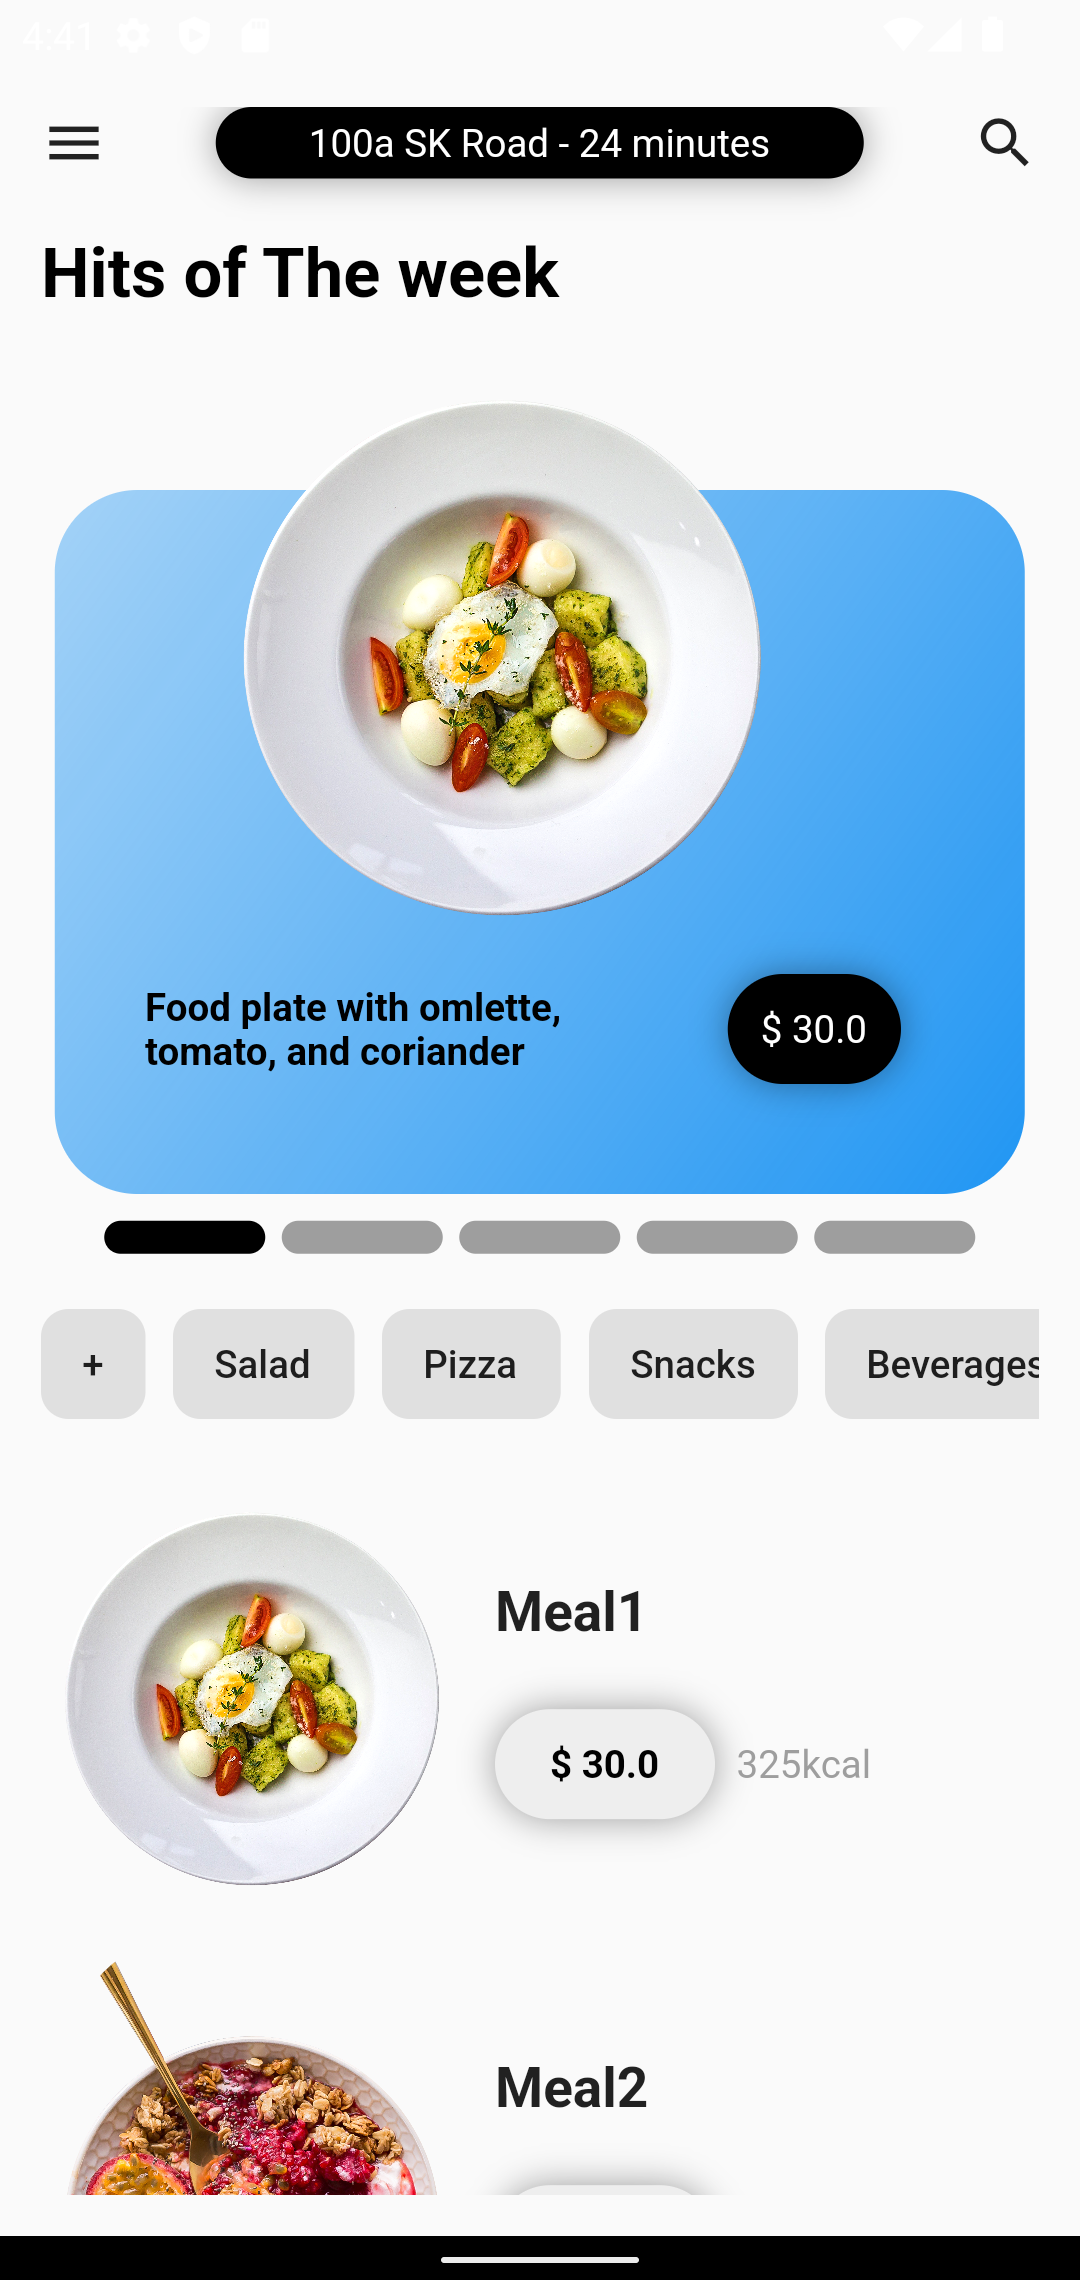 4:41
100a SK Road - 24 minutes
Hits of The week
Food plate with omlette,
tomato, and coriander
$ 30.0
+
Salad
Pizza
Snacks
Beverages
Meal1
$ 30.0
325kcal
Meal2